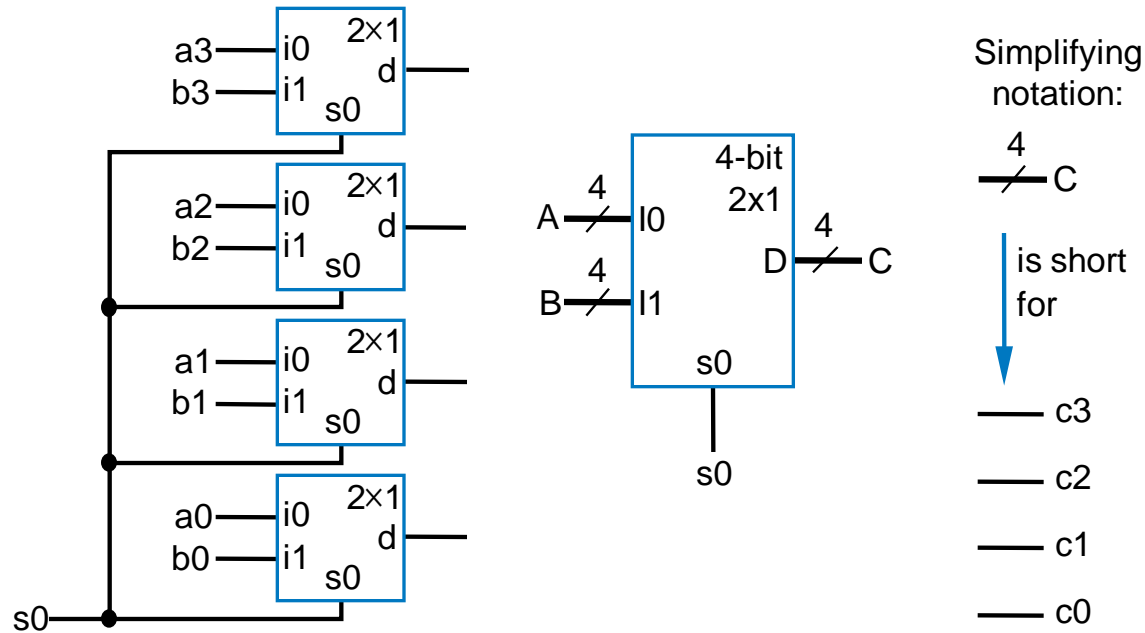 2×1
a3
i0
d
b3
i1
s0
2×1
a2
i0
d
b2
i1
s0
2×1
a1
i0
d
b1
i1
s0
2×1
a0
i0
d
b0
i1
s0
s0
4-bit
2x1
4
A
I0
4
D
C
4
B
I1
s0
s0
Simplifying
notation:
4
C
is short
for
c3
c2
c1
c0